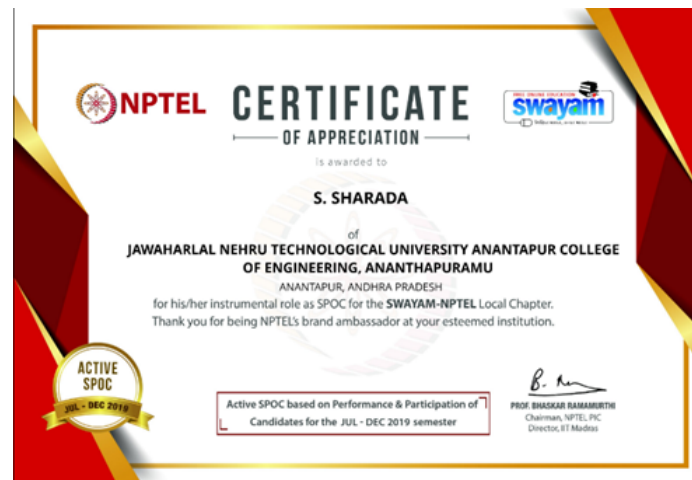 NPTEL
CERTIFICATE
OF APPRECIATION
FREE ONLINE EDUCATION
swayam
is awarded to
S. SHARADA
of
JAWAHARLAL NEHRU TECHNOLOGICAL UNIVERSITY ANANTAPUR COLLEGE
OF ENGINEERING, ANANTHAPURAMU
ANANTAPUR, ANDHRA PRADESH
for his/her instrumental role as SPOC for the SWAYAM-NPTEL Local Chapter.
Thank you for being NPTEL's brand ambassador at your esteemed institution.
ACTIVE
SPOC
JUL - DEC 2019
Active SPOC based on Performance & Participation of
Candidates for the JUL - DEC 2019 semester
PROF. BHASKAR RAMAMURTHI
Chairman, NPTEL PIC
Director, IIT Madras